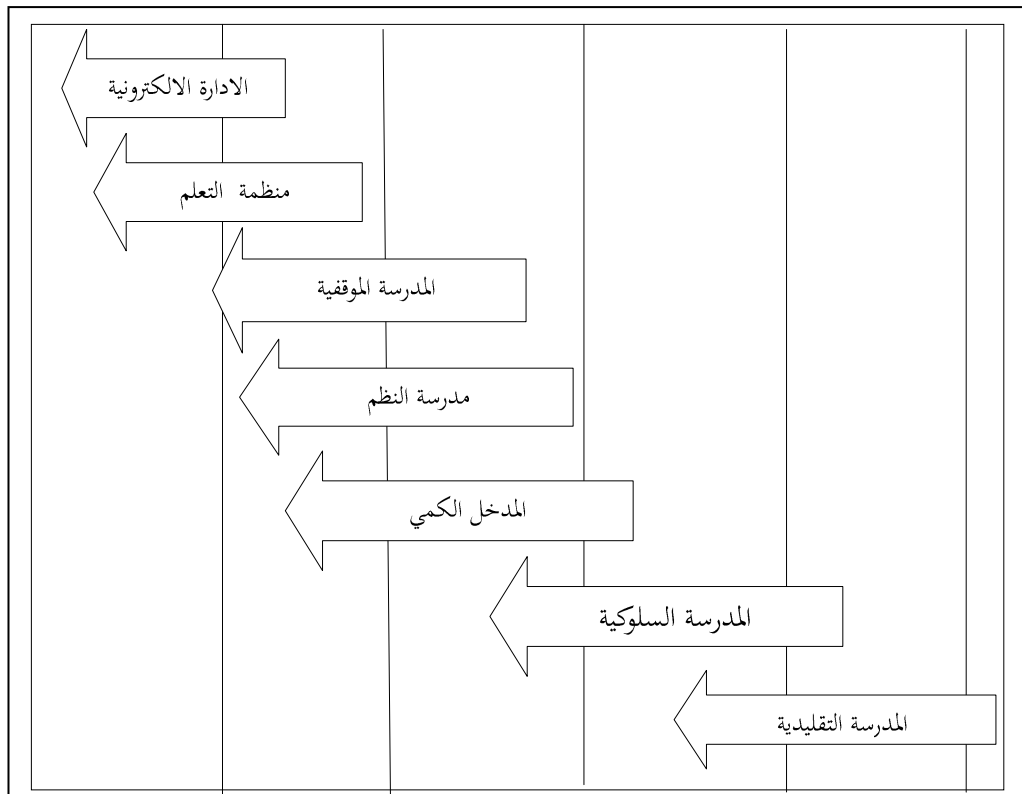 الادارة الالكترونية
منظمة التعلم
المدرسة الموقفية
مدرسة النظم
المدخل الكمي
المدرسة السلوكية
المدرسة التقليدية